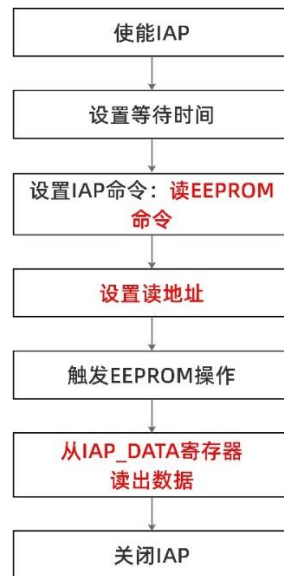 使能IAP
设置等待时间
设置IAP命令：读EEPROM
命令
设置读地址
触发EEPROM操作
从IAP_DATA寄存器
读出数据
关闭IAP